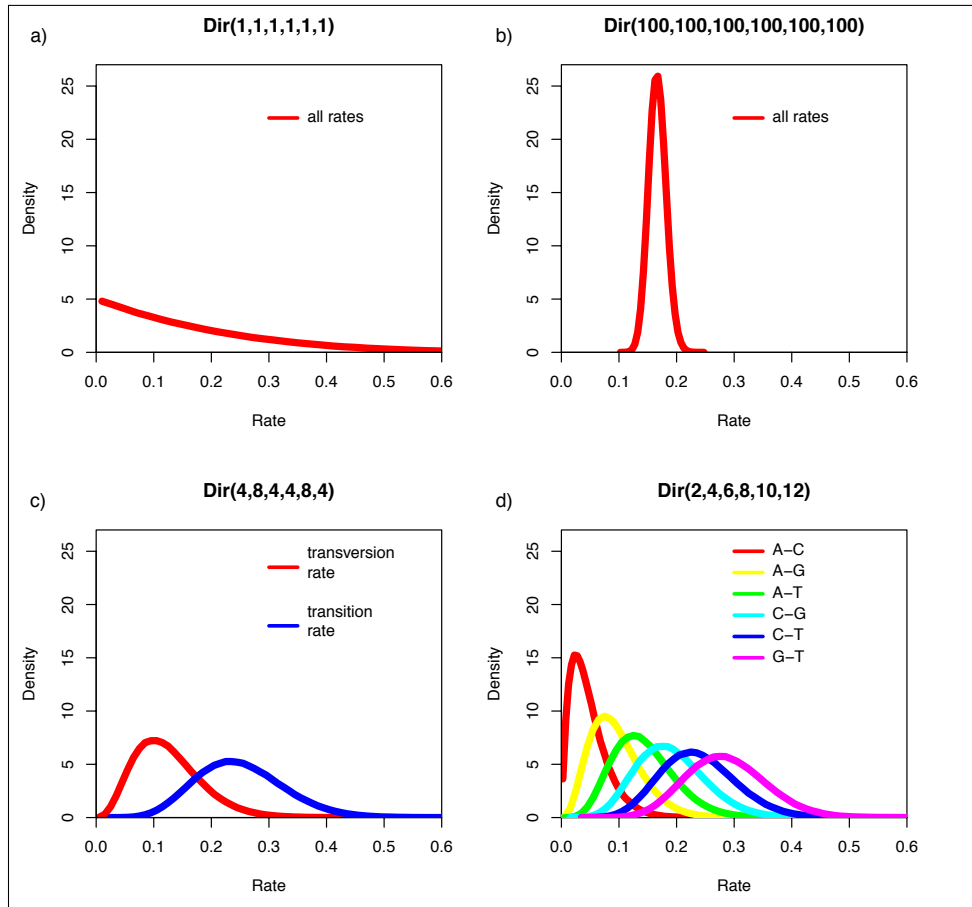 a)
Dir(1,1,1,1,1,1)
25
20
15
10
5
0
Density
all rates
0.0 0.1 0.2 0.3 0.4 0.5 0.6
Rate
b)
Dir(100,100,100,100,100,100)
25
20
15
10
5
0
Density
all rates
0.0 0.1 0.2 0.3 0.4 0.5 0.6
Rate
c)
Dir(4,8,4,4,8,4)
25
20
15
10
5
0
Density
transversion
rate
transition
rate
0.0 0.1 0.2 0.3 0.4 0.5 0.6
Rate
d)
Dir(2,4,6,8,10,12)
25
20
15
10
5
0
Density
A−C
A−G
A−T
C−G
C−T
G−T
0.0 0.1 0.2 0.3 0.4 0.5 0.6
Rate